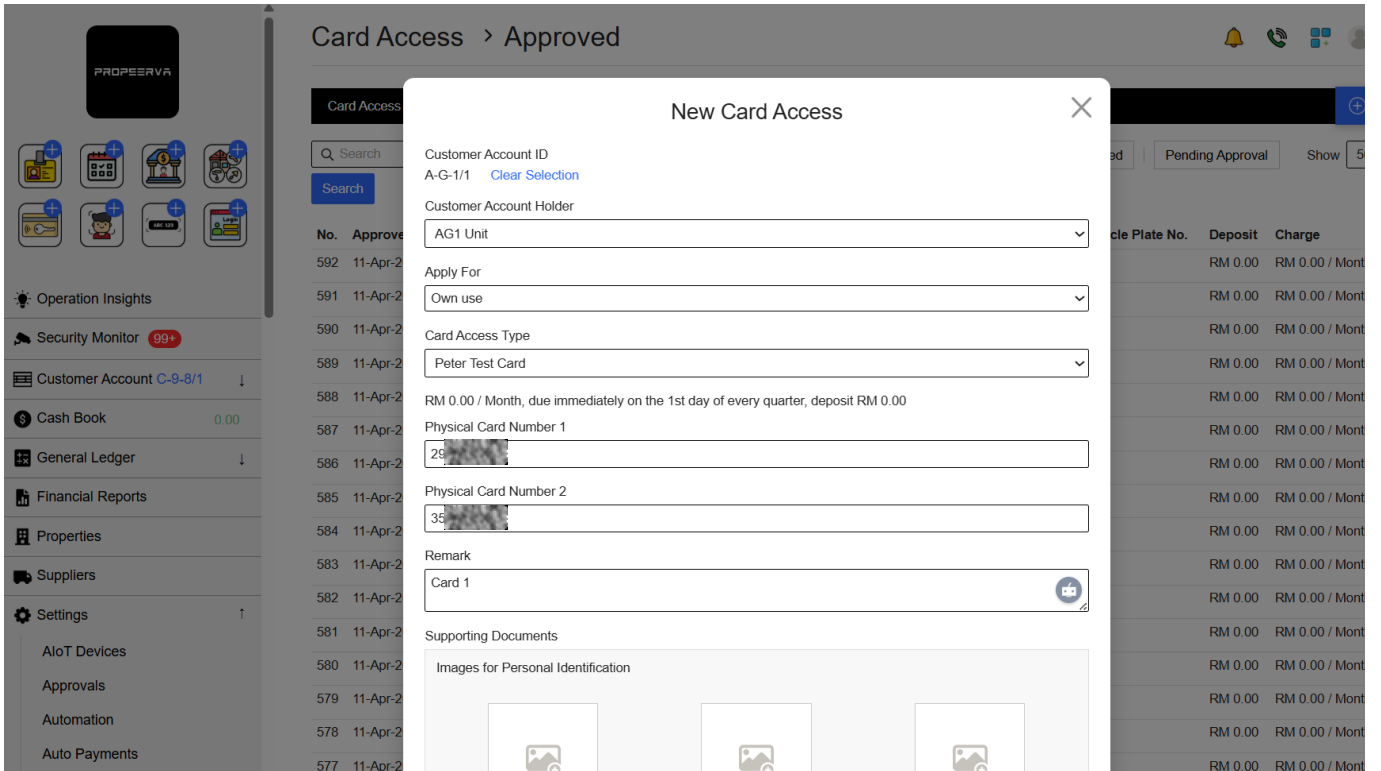 PROPSERVA
Card Access > Approved
Card Access
New Card Access
Search
ed
Pending Approval
Show
Search
Customer Account ID
A-G-1/1 Clear Selection
Customer Account Holder
AG1 Unit
Apply For
Own use
Card Access Type
Peter Test Card
RM 0.00 / Month, due immediately on the 1st day of every quarter, deposit RM 0.00
Physical Card Number 1
29
Physical Card Number 2
35
Remark
Card 1
Supporting Documents
Images for Personal Identification
No. Approve cle Plate No. Deposit Charge
592 11-Apr-2 RM 0.00 RM 0.00 / Mont
591 11-Apr-2 RM 0.00 RM 0.00 / Mont
590 11-Apr-2 RM 0.00 RM 0.00 / Mont
589 11-Apr-2 RM 0.00 RM 0.00 / Mont
588 11-Apr-2 RM 0.00 RM 0.00 / Mont
587 11-Apr-2 RM 0.00 RM 0.00 / Mont
586 11-Apr-2 RM 0.00 RM 0.00 / Mont
585 11-Apr-2 RM 0.00 RM 0.00 / Mont
584 11-Apr-2 RM 0.00 RM 0.00 / Mont
583 11-Apr-2 RM 0.00 RM 0.00 / Mont
582 11-Apr-2 RM 0.00 RM 0.00 / Mont
581 11-Apr-2 RM 0.00 RM 0.00 / Mont
580 11-Apr-2 RM 0.00 RM 0.00 / Mont
579 11-Apr-2 RM 0.00 RM 0.00 / Mont
578 11-Apr-2 RM 0.00 RM 0.00 / Mont
577 11-Apr-2 RM 0.00 RM 0.00 / Mont
ABC 123
Login
Operation Insights
Security Monitor 99+
Customer Account C-9-8/1 ↓
Cash Book 0.00
General Ledger ↓
Financial Reports
Properties
Suppliers
Settings ↑
AIoT Devices
Approvals
Automation
Auto Payments